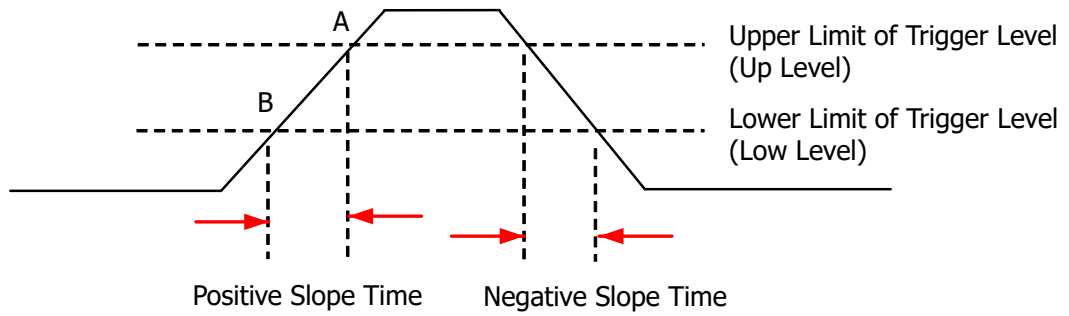 A
Upper Limit of Trigger Level
(Up Level)
B
Lower Limit of Trigger Level
(Low Level)
Positive Slope Time
Negative Slope Time